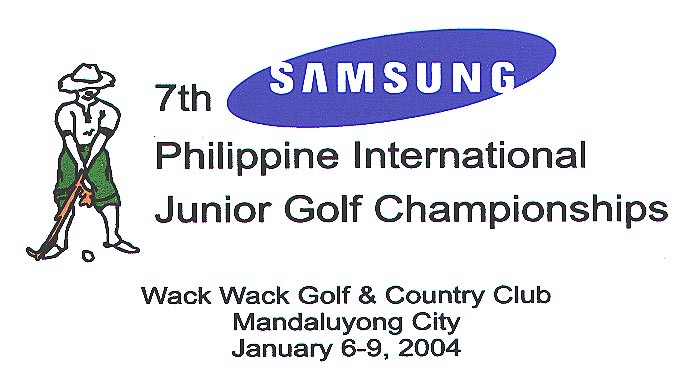 7th SAMSUNG
Philippine International
Junior Golf Championships
Wack Wack Golf & Country Club
Mandaluyong City
January 6-9, 2004